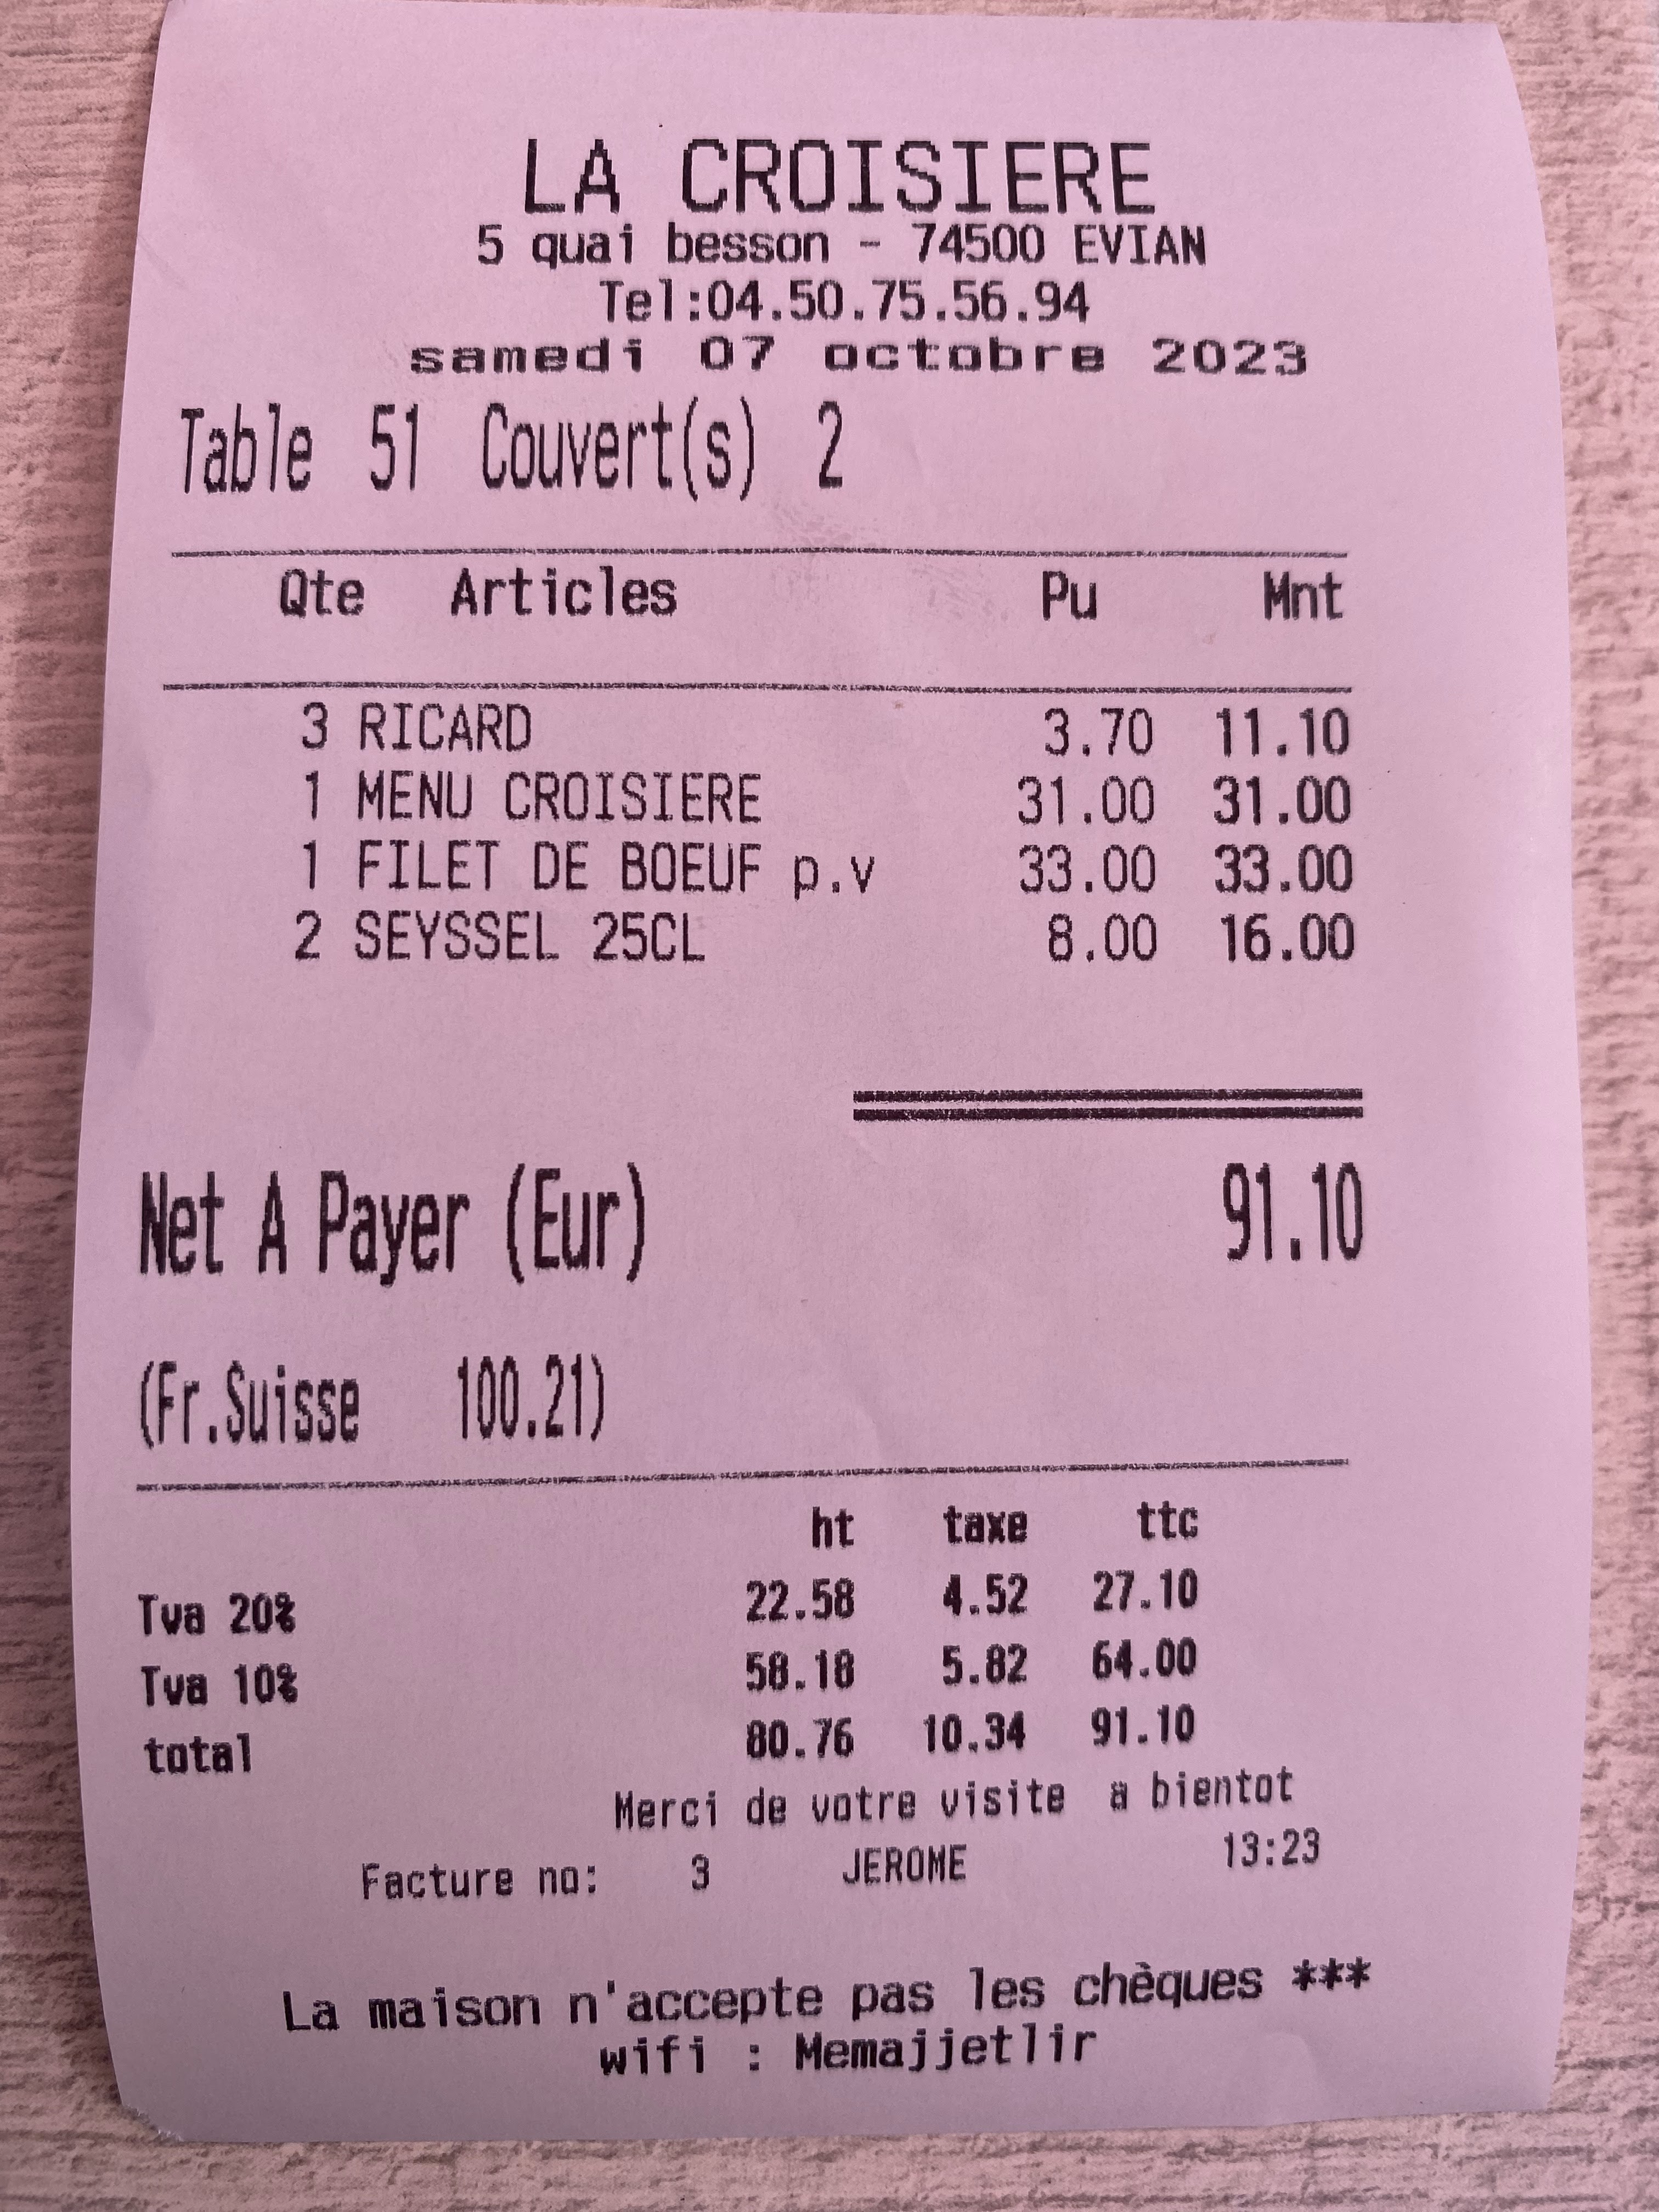 LA CROISIERE
5 quai besson - 74500 EVIAN
Tel:04.50.75.56.94
samedi 07 octobre 2023
Table 51 Couvert(s) 2
Qte Articles Pu Mnt
3 RICARD 3.70 11.10
1 MENU CROISIERE 31.00 31.00
1 FILET DE BOEUF p.v 33.00 33.00
2 SEYSSEL 25CL 8.00 16.00
Net A Payer (Eur) 91.10
(Fr.Suisse 100.21)
ht taxe ttc
Tva 20% 22.58 4.52 27.10
Tva 10% 58.18 5.82 64.00
total 80.76 10.34 91.10
Merci de votre visite a bientot
Facture no: 3 JEROME 13:23
La maison n'accepte pas les chèques ***
wifi : Memajjetlir